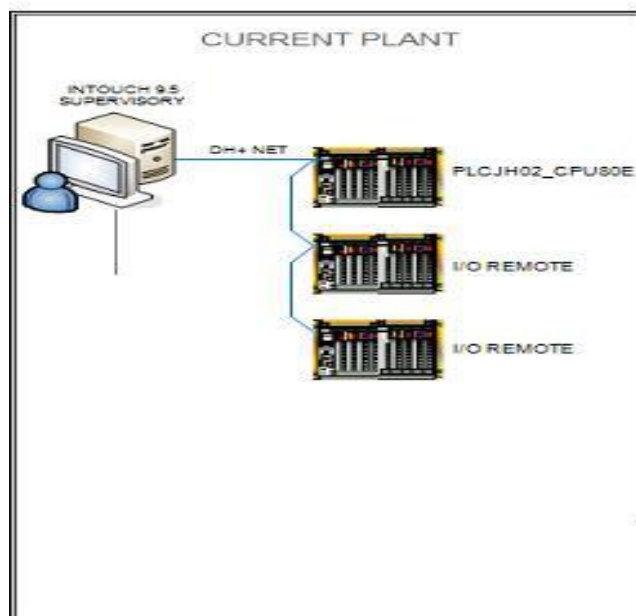 CURRENT PLANT
INTOUCH 9.5
SUPERVISORY
DH+ NET
PLCJH02_CPU80E
I/O REMOTE
I/O REMOTE